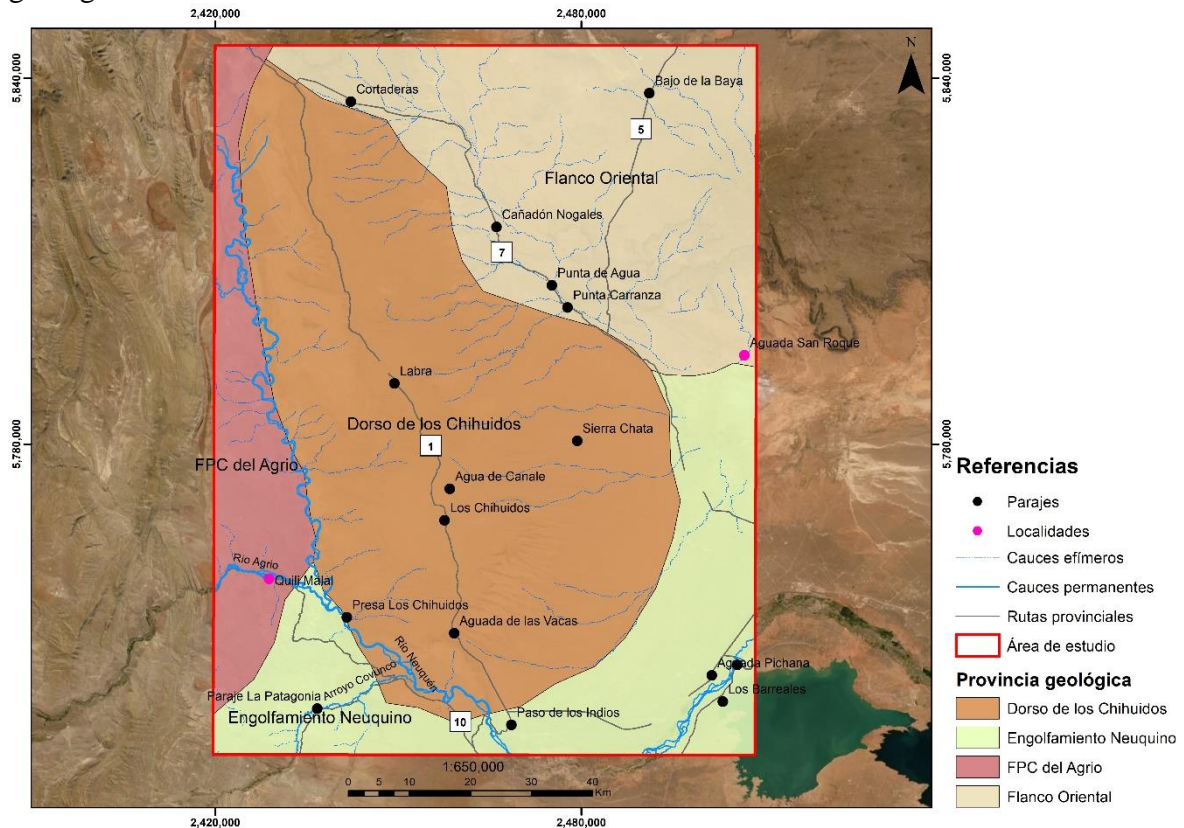 2,420,000
2,480,000
N
5,840,000
5,840,000
Bajo de la Baya
Cortaderas
5
Flanco Oriental
Cañadón Nogales
7
Punta de Agua
Punta Carranza
Aguada San Roque
Labra
Dorso de los Chihuidos
Sierra Chata
1
5,780,000
5,780,000
FPC del Agrio
Agua de Canale
Los Chihuidos
Río Agrio
Quili Malal
Presa Los Chihuidos
Aguada de las Vacas
Río Neuquén
Aguada Pichana
Arroyo Covunco
Paraje La Patagonia
Los Barreales
Engolfamiento Neuquino
10
Paso de los Indios
1:650,000
0 5 10 20 30 40
Km
2,420,000
2,480,000
Referencias
Parajes
Localidades
Cauces efímeros
Cauces permanentes
Rutas provinciales
Área de estudio
Provincia geológica
Dorso de los Chihuidos
Engolfamiento Neuquino
FPC del Agrio
Flanco Oriental